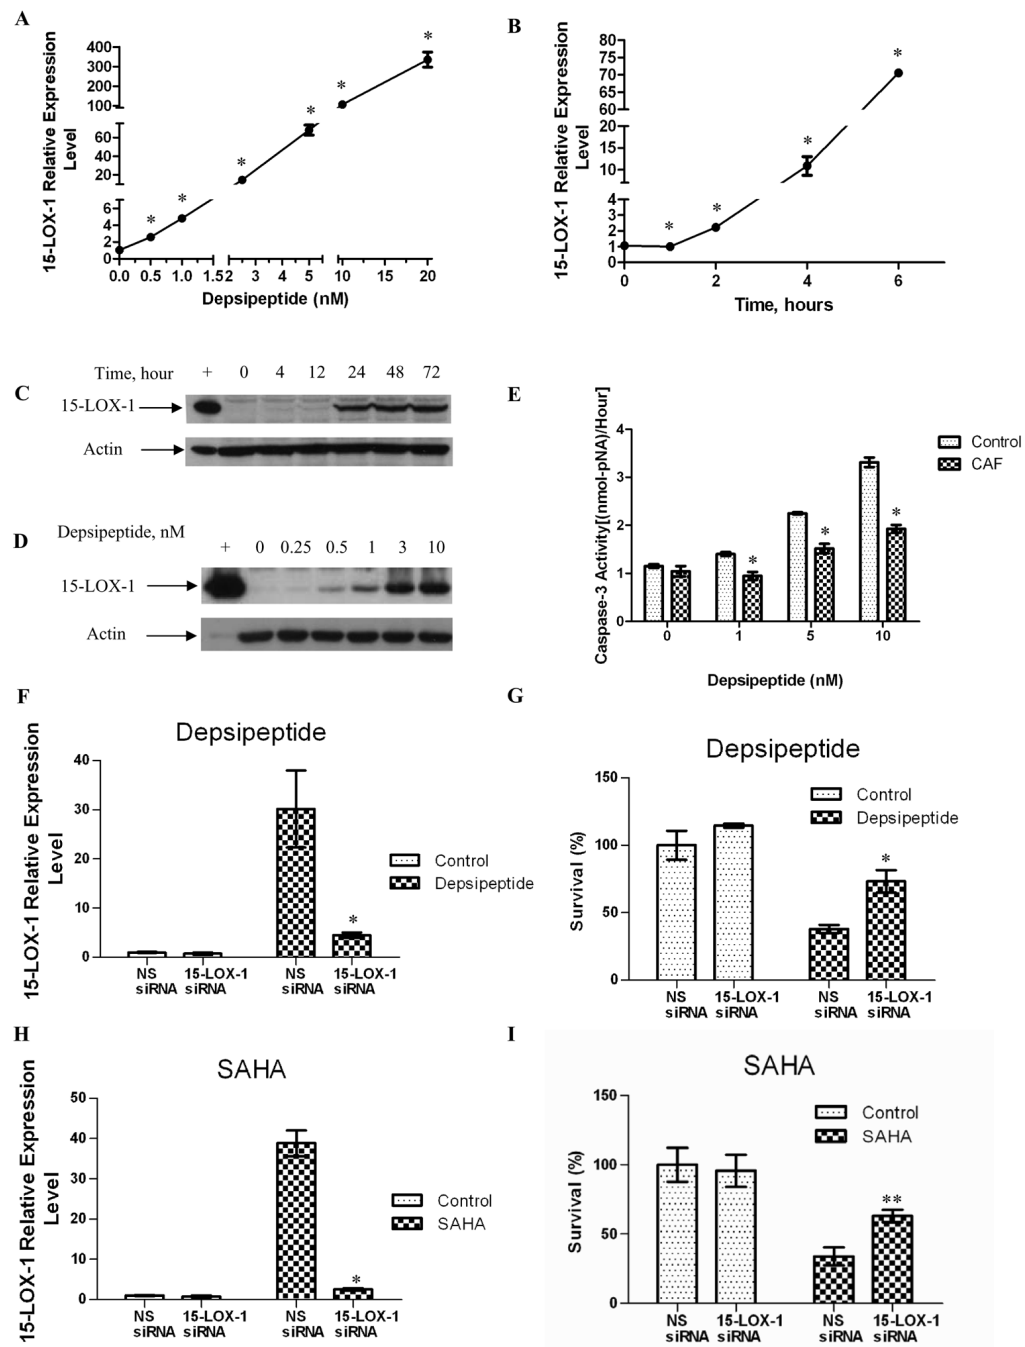 A
15-LOX-1 Relative Expression
Level
400
300
200
100
60
40
20
6
4
2
0
0.0 0.5 1.0 1.52 3 4 5 10 15 20
Depsipeptide (nM)
* * * * * *
B
15-LOX-1 Relative Expression
Level
80
75
70
65
60
20
15
10
5
4
3
2
1
0
0 2 4 6
Time, hours
* * * *
C
Time, hour + 0 4 12 24 48 72
15-LOX-1
Actin
D
Depsipeptide, nM
+ 0 0.25 0.5 1 3 10
15-LOX-1
Actin
E
Caspase-3 Activity[(nmol-pNA)/Hour]
4
3
2
1
0
* * *
0 1 5 10
Depsipeptide (nM)
Control
CAF
F
Depsipeptide
15-LOX-1 Relative Expression
Level
40
30
20
10
0
*
Control
Depsipeptide
NS 15-LOX-1 NS 15-LOX-1
siRNA siRNA siRNA siRNA
G
Depsipeptide
Survival (%)
150
100
50
0
*
Control
Depsipeptide
NS 15-LOX-1 NS 15-LOX-1
siRNA siRNA siRNA siRNA
H
SAHA
15-LOX-1 Relative Expression
Level
50
40
30
20
10
0
*
Control
SAHA
NS 15-LOX-1 NS 15-LOX-1
siRNA siRNA siRNA siRNA
I
SAHA
Survival (%)
150
100
50
0
**
Control
SAHA
NS 15-LOX-1 NS 15-LOX-1
siRNA siRNA siRNA siRNA